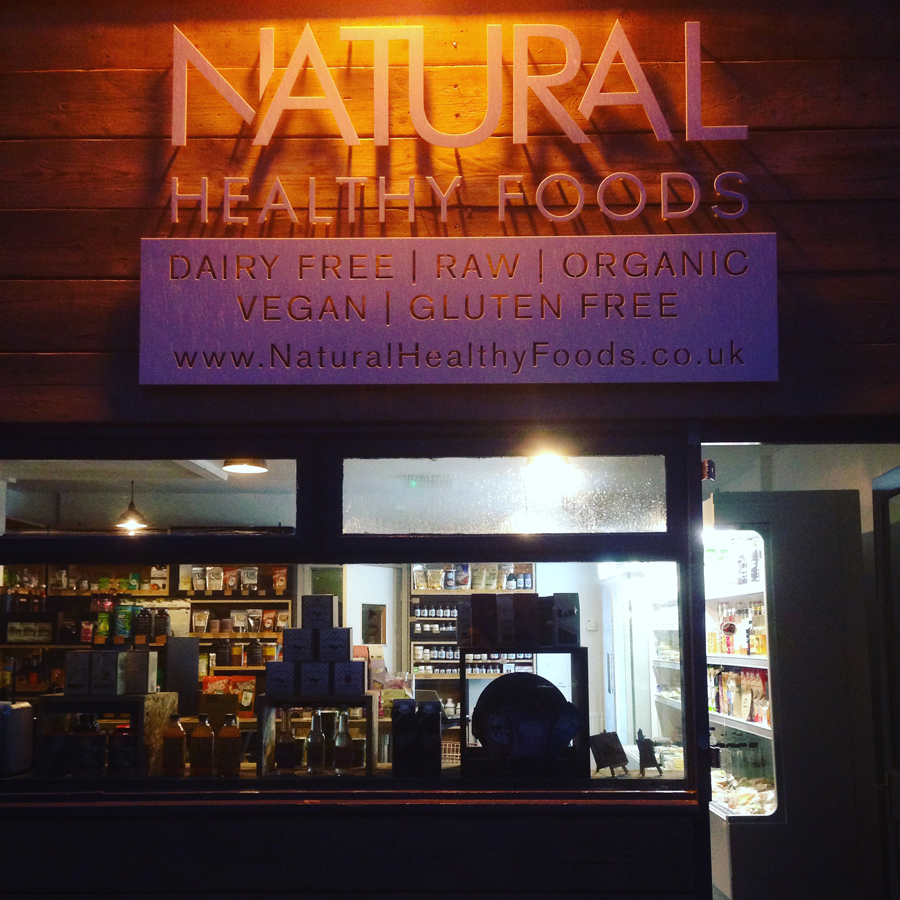 NATURAL
HEALTHY FOODS
DAIRY FREE | RAW | ORGANIC
VEGAN | GLUTEN FREE
www.NaturalHealthyFoods.co.uk